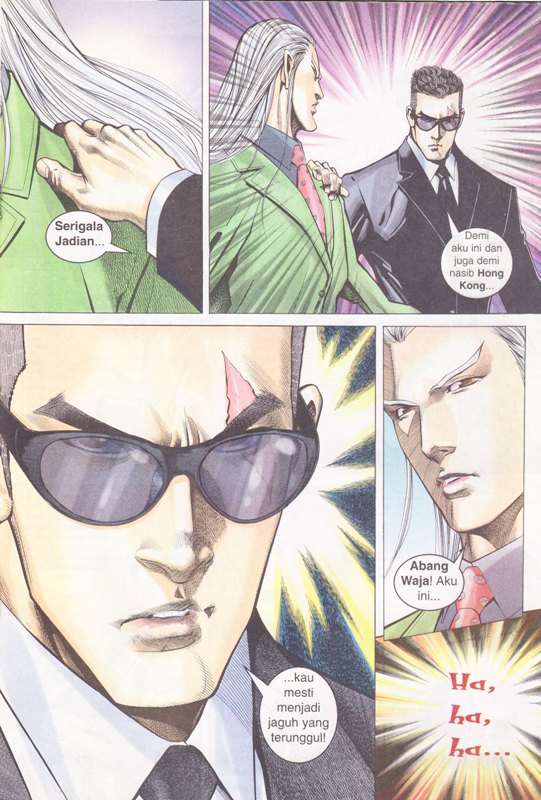 Serigala
Jadian...
Demi
aku ini dan
juga demi
nasib Hong
Kong...
...kau
mesti
menjadi
jaguh yang
terunggul!
Abang
Waja! Aku
ini...
Ha,
ha,
ha...